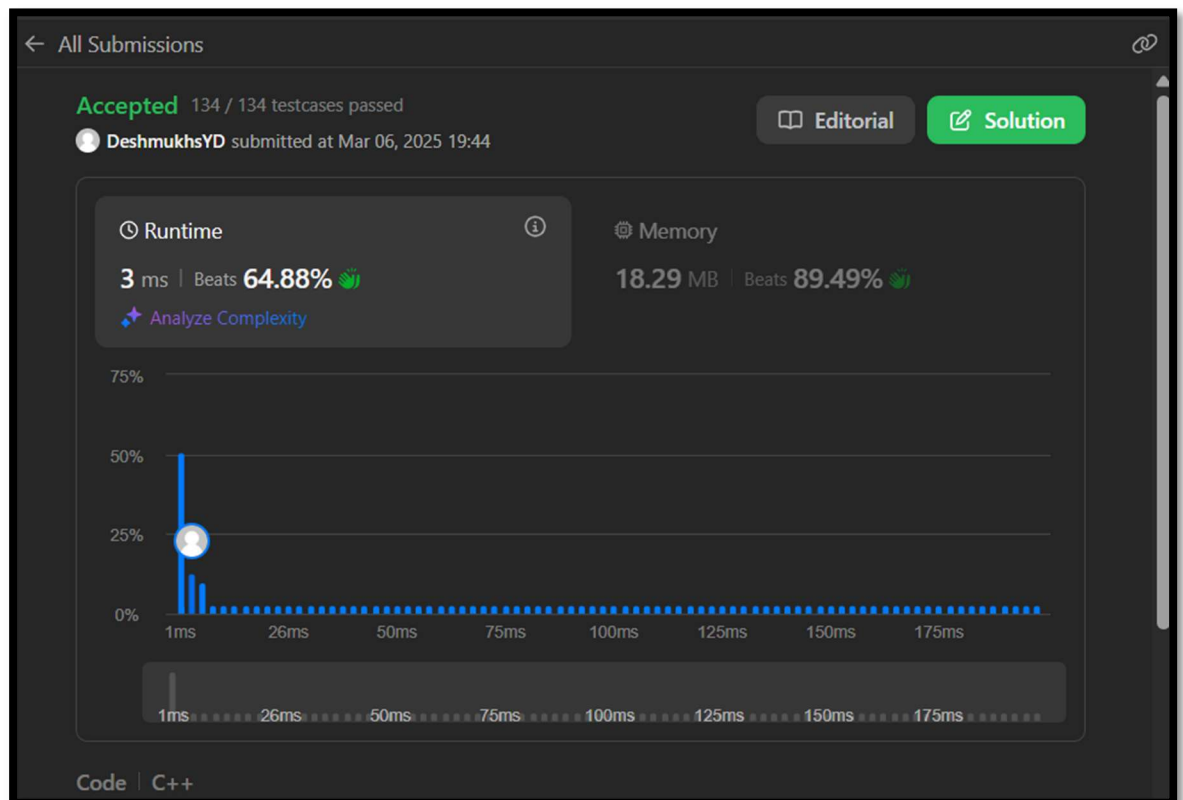 All Submissions
Accepted 134 / 134 testcases passed
DeshmukhsYD submitted at Mar 06, 2025 19:44
Editorial
Solution
Runtime
3 ms | Beats 64.88%
Analyze Complexity
Memory
18.29 MB | Beats 89.49%
75%
50%
25%
0%
1ms 26ms 50ms 75ms 100ms 125ms 150ms 175ms
1ms 26ms 50ms 75ms 100ms 125ms 150ms 175ms
Code | C++